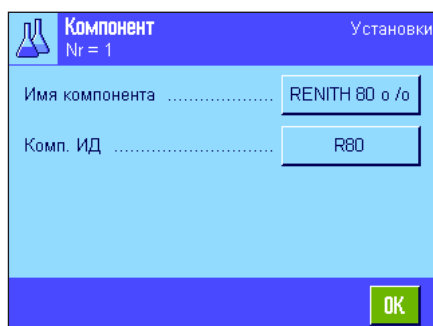 Компонент
Установки
Nr = 1
Имя компонента ................... RENITH 80 o /o
Комп. ИД ............................ R80
OK